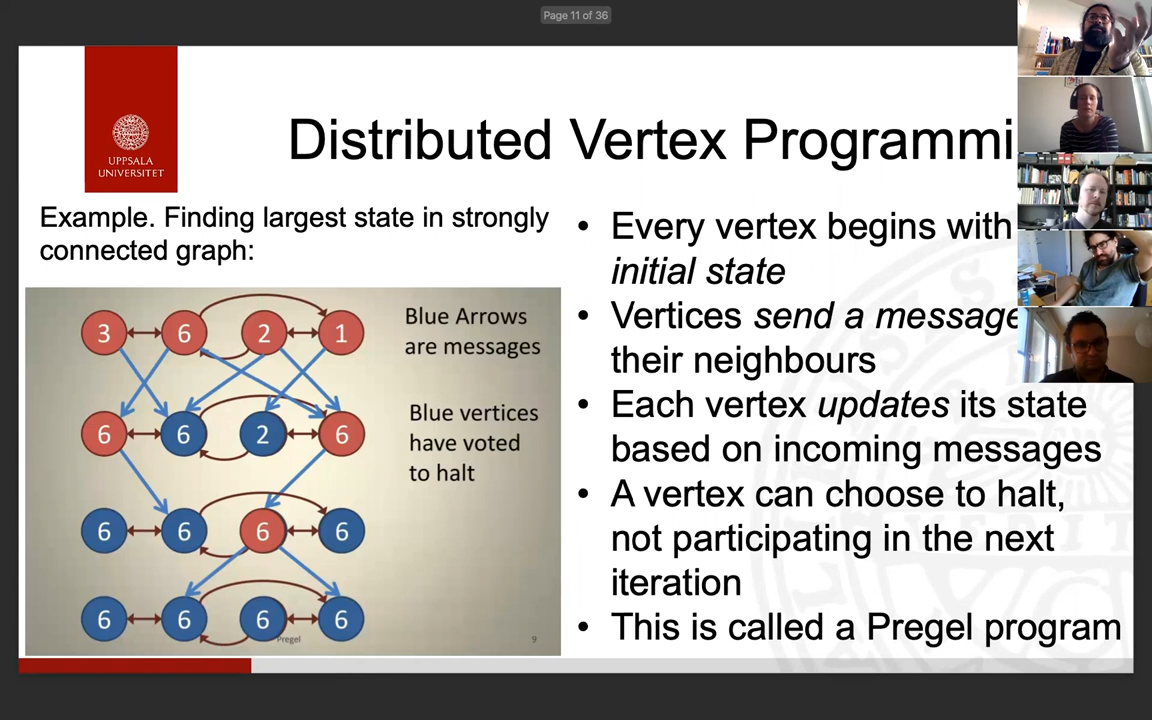 Page 11 of 36
UPPSALA
UNIVERSITET
Distributed Vertex Programmi
Example. Finding largest state in strongly
connected graph:
3 6 2 1
6 6 2 6
6 6 6 6
6 6 6 6
Blue Arrows
are messages
Blue vertices
have voted
to halt
Pregel
9
• Every vertex begins with
initial state
• Vertices send a message
their neighbours
• Each vertex updates its state
based on incoming messages
• A vertex can choose to halt,
not participating in the next
iteration
• This is called a Pregel program